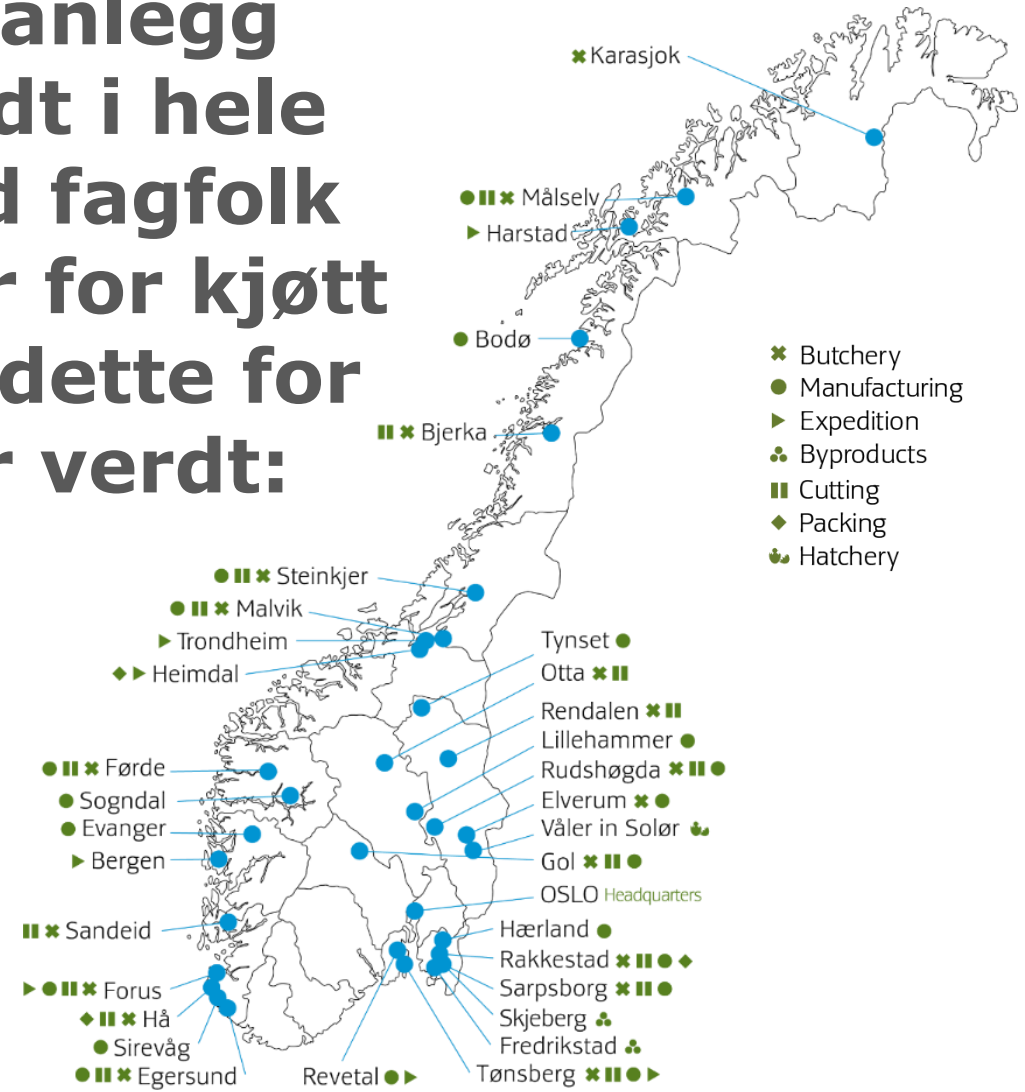 anlegg
dt i hele
d fagfolk
r for kjøtt
dette for
r verdt:
Karasjok
Målselv
Harstad
Bodø
Bjerka
Butchery
Manufacturing
Expedition
Byproducts
Cutting
Packing
Hatchery
Steinkjer
Malvik
Trondheim
Heimdal
Førde
Sogndal
Evanger
Bergen
Sandeid
Forus
Hå
Sirevåg
Egersund
Revetal
Tynset
Otta
Rendalen
Lillehammer
Rudshøgda
Elverum
Våler in Solør
Gol
OSLO Headquarters
Hærland
Rakkestad
Sarpsborg
Skjeberg
Fredrikstad
Tønsberg